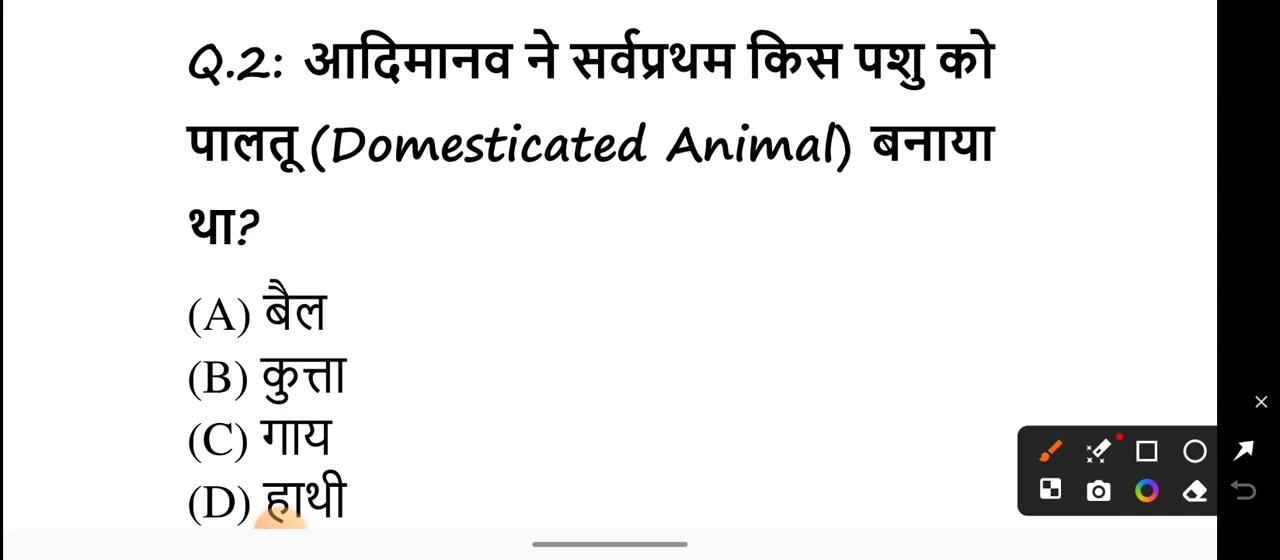 Q.2: आदिमानव ने सर्वप्रथम किस पशु को
पालतू (Domesticated Animal) बनाया
था?
(A) बैल
(B) कुत्ता
(C) गाय
(D) हाथी